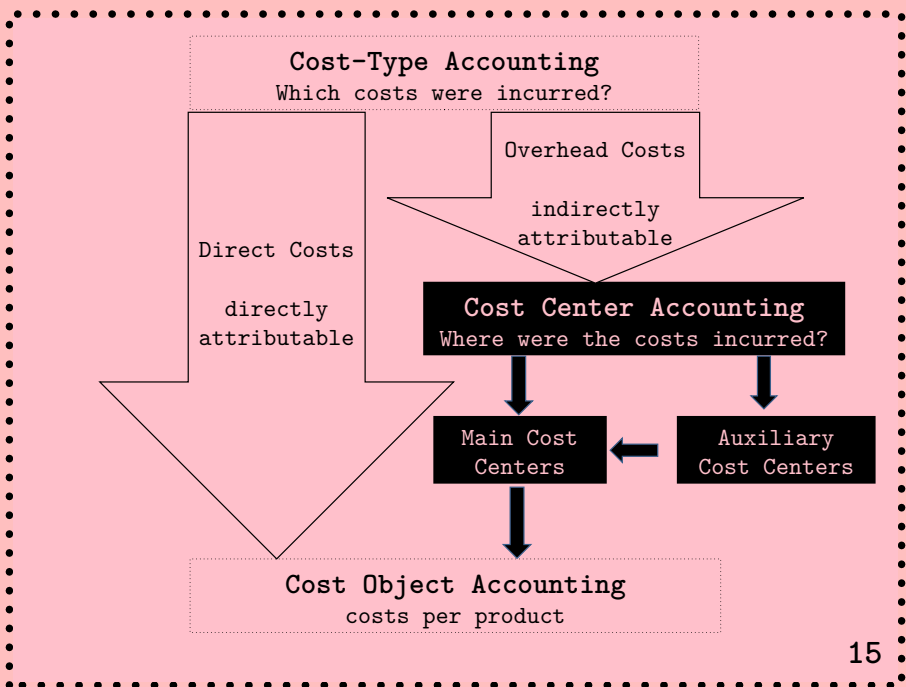 Cost-Type Accounting
Which costs were incurred?
Overhead Costs
indirectly
attributable
Direct Costs
directly
attributable
Cost Center Accounting
Where were the costs incurred?
Main Cost
Centers
Auxiliary
Cost Centers
Cost Object Accounting
costs per product
15